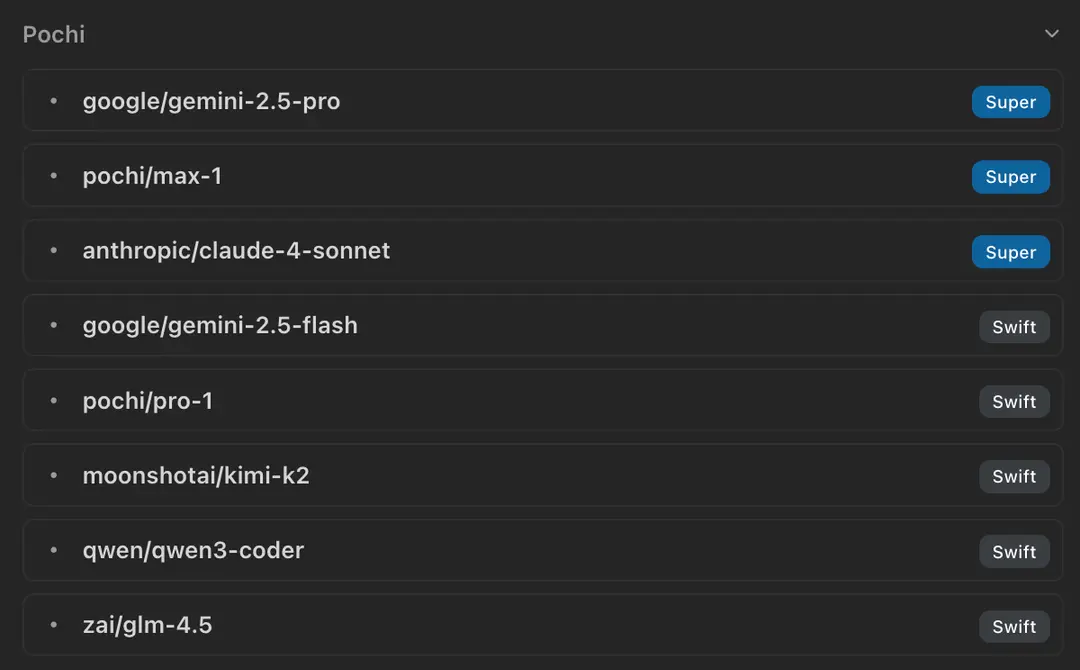 Pochi
google/gemini-2.5-pro Super
pochi/max-1 Super
anthropic/claude-4-sonnet Super
google/gemini-2.5-flash Swift
pochi/pro-1 Swift
moonshotai/kimi-k2 Swift
qwen/qwen3-coder Swift
zai/glm-4.5 Swift